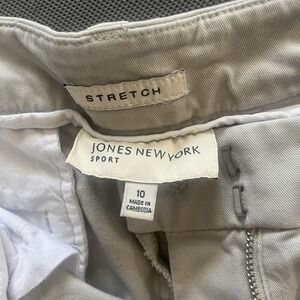 STRETCH
JONES NEW YORK
SPORT
10
MADE IN
CAMBODIA